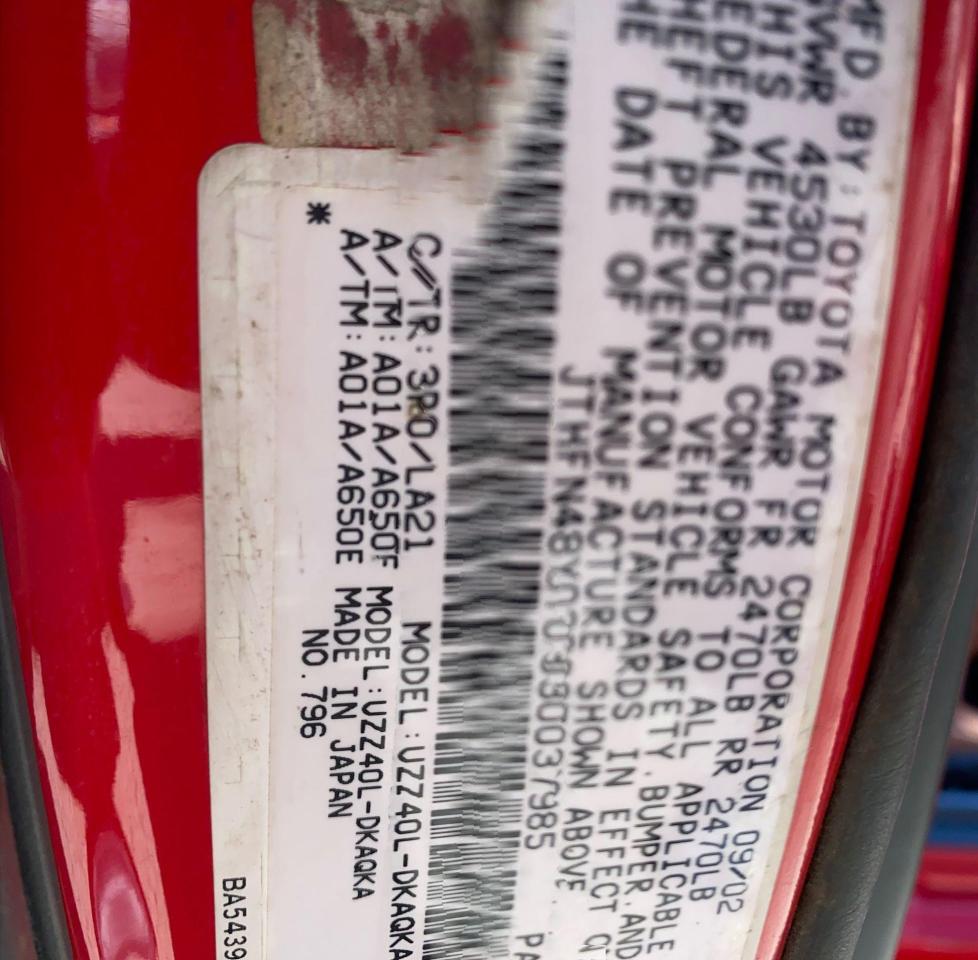 MFD. BY: TOYOTA MOTOR CORPORATION 09/02
GVWR 4530LB GAWR FR 2470LB RR 2470LB
THIS VEHICLE CONFORMS TO ALL APPLICABLE
FEDERAL MOTOR VEHICLE SAFETY, BUMPER, AND
THEFT PREVENTION STANDARDS IN EFFECT
THE DATE OF MANUFACTURE SHOWN ABOVE
PA
C/TR: 3R0/LA21 MODEL: UZZ40L-DKAQKA
A/TM: A01A/A650F MODEL: UZZ40L-DKAQKA
* A/TM: A01A/A650E MADE IN JAPAN
NO. 796
BA5439